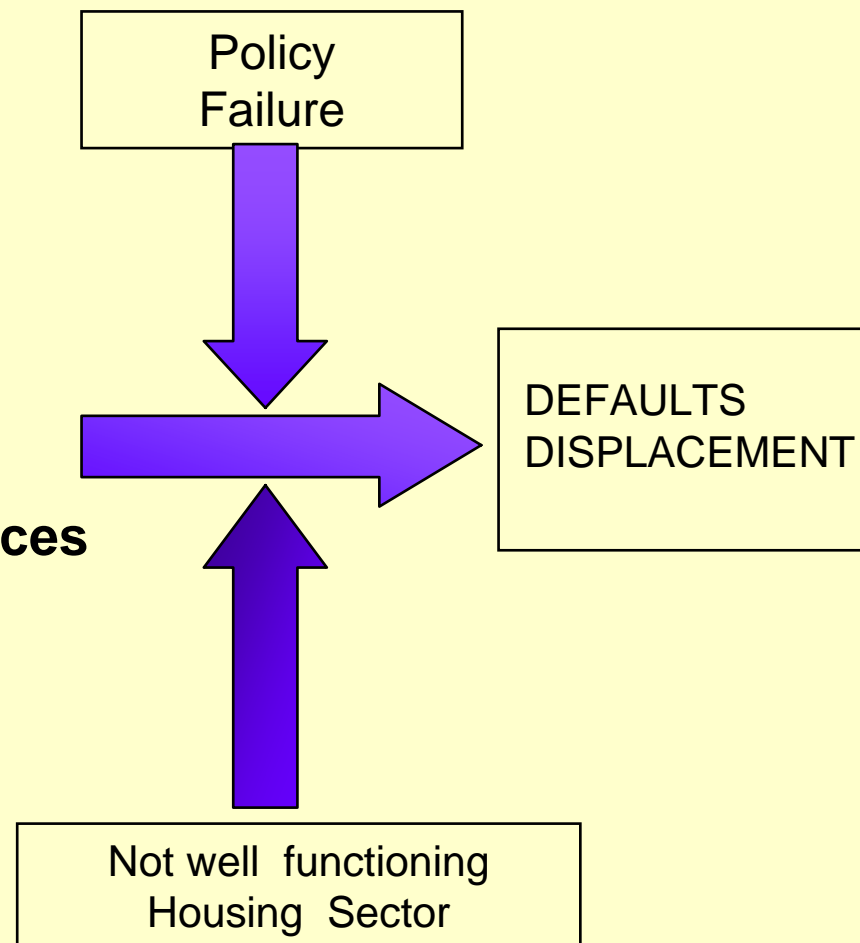 Policy
Failure
DEFAULTS
DISPLACEMENT
ces
Not well functioning
Housing Sector